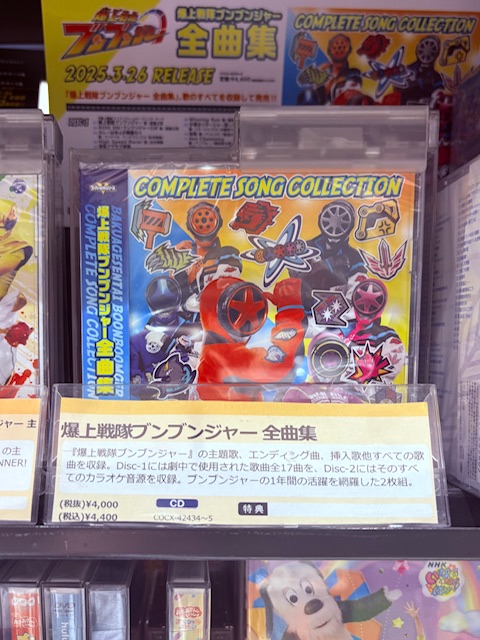 爆上戦隊ブンブンジャー
全曲集
2025.3.26 RELEASE
COMPLETE SONG COLLECTION
COMPLETE SONG COLLECTION
爆上戦隊ブンブンジャー全曲集
BAKUAGESENTAI BOONBOOMGER
COMPLETE SONG COLLECTION
爆上戦隊ブンブンジャー 全曲集
『爆上戦隊ブンブンジャー』の主題歌、エンディング曲、挿入歌他すべての歌
曲を収録。Disc-1には劇中で使用された歌曲全17曲を、Disc-2にはそのすべ
てのカラオケ音源を収録。ブンブンジャーの1年間の活躍を網羅した2枚組。
(税抜)¥4,000
(税込)¥4,400
CD
COCX-42434~5
特典
ジャー 主
の主
NNER!
NHK